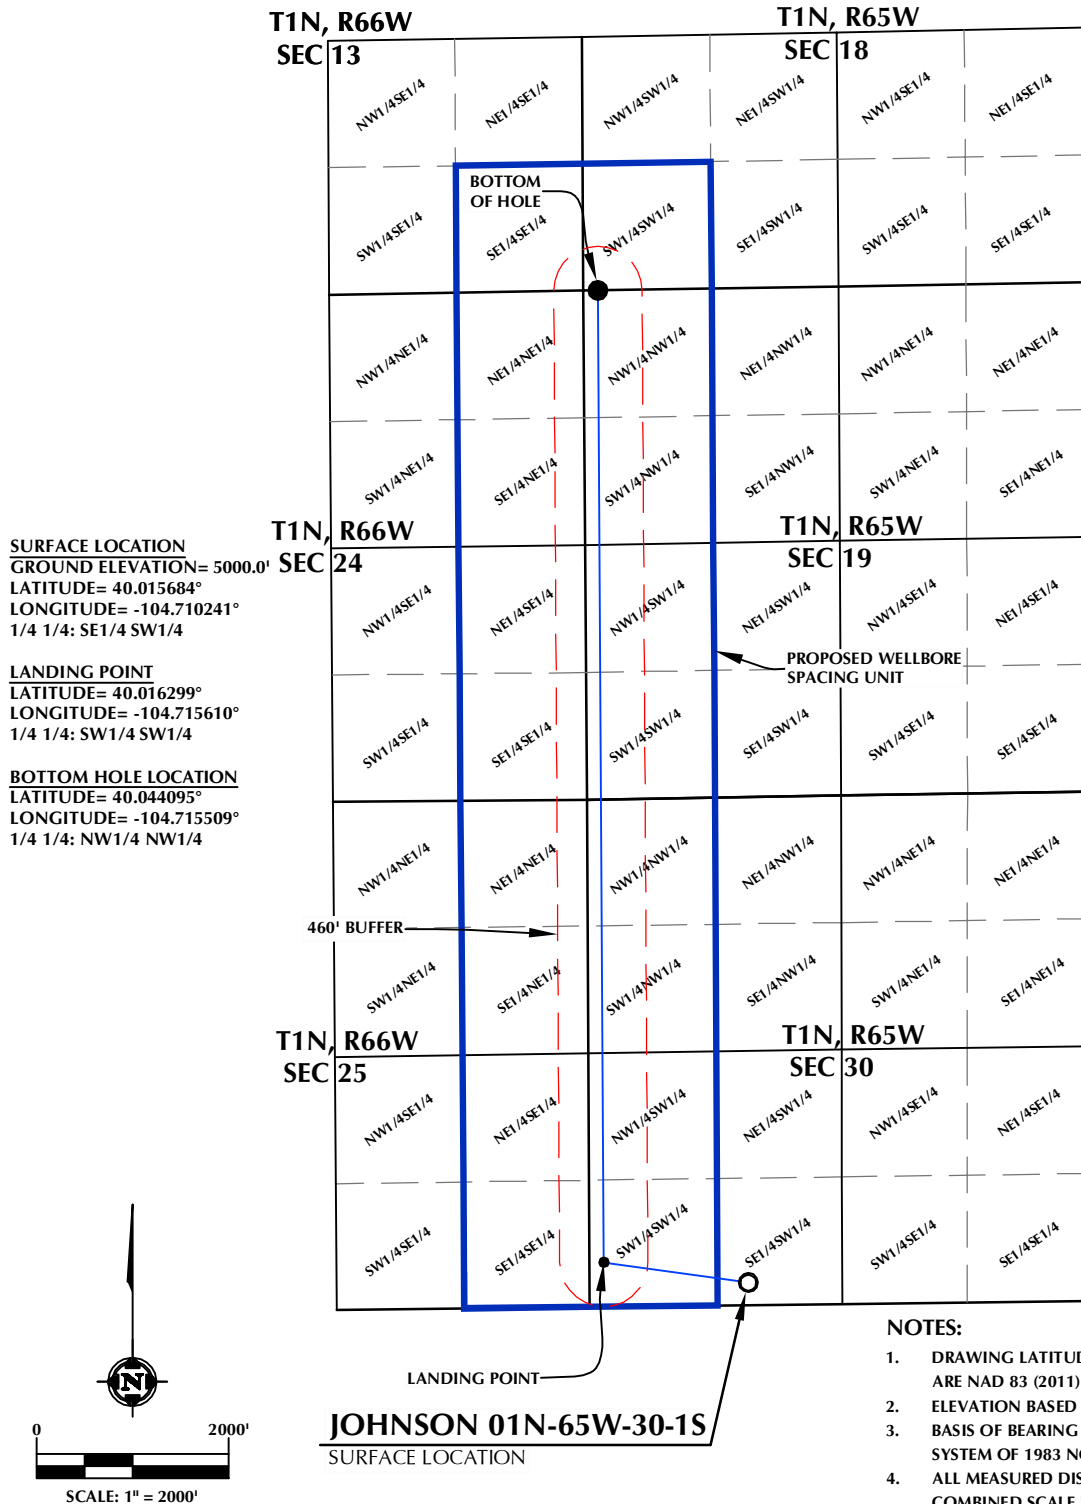 T1N, R66W
SEC 13
T1N, R65W
SEC 18
NW1/4SE1/4
NE1/4SE1/4
NW1/4SW1/4
NE1/4SW1/4
NW1/4SE1/4
NE1/4SE1/4
BOTTOM
OF HOLE
SW1/4SE1/4
SE1/4SE1/4
SW1/4SW1/4
SE1/4SW1/4
SW1/4SE1/4
SE1/4SE1/4
NW1/4NE1/4
NE1/4NE1/4
NW1/4NW1/4
NE1/4NW1/4
NW1/4NE1/4
NE1/4NE1/4
SW1/4NE1/4
SE1/4NE1/4
SW1/4NW1/4
SE1/4NW1/4
SW1/4NE1/4
SE1/4NE1/4
T1N, R66W
SEC 24
T1N, R65W
SEC 19
SURFACE LOCATION
GROUND ELEVATION= 5000.0'
LATITUDE= 40.015684°
LONGITUDE= -104.710241°
1/4 1/4: SE1/4 SW1/4
LANDING POINT
LATITUDE= 40.016299°
LONGITUDE= -104.715610°
1/4 1/4: SW1/4 SW1/4
BOTTOM HOLE LOCATION
LATITUDE= 40.044095°
LONGITUDE= -104.715509°
1/4 1/4: NW1/4 NW1/4
NW1/4SE1/4
NE1/4SE1/4
NW1/4SW1/4
NE1/4SW1/4
NW1/4SE1/4
NE1/4SE1/4
PROPOSED WELLBORE
SPACING UNIT
SW1/4SE1/4
SE1/4SE1/4
SW1/4SW1/4
SE1/4SW1/4
SW1/4SE1/4
SE1/4SE1/4
NW1/4NE1/4
NE1/4NE1/4
NW1/4NW1/4
NE1/4NW1/4
NW1/4NE1/4
NE1/4NE1/4
460' BUFFER
SW1/4NE1/4
SE1/4NE1/4
SW1/4NW1/4
SE1/4NW1/4
SW1/4NE1/4
SE1/4NE1/4
T1N, R66W
SEC 25
T1N, R65W
SEC 30
NW1/4SE1/4
NE1/4SE1/4
NW1/4SW1/4
NE1/4SW1/4
NW1/4SE1/4
NE1/4SE1/4
SW1/4SE1/4
SE1/4SE1/4
SW1/4SW1/4
SE1/4SW1/4
SW1/4SE1/4
SE1/4SE1/4
LANDING POINT
JOHNSON 01N-65W-30-1S
SURFACE LOCATION
N
0 2000'
SCALE: 1" = 2000'
NOTES:
1. DRAWING LATITUD
ARE NAD 83 (2011)
2. ELEVATION BASED
3. BASIS OF BEARING
SYSTEM OF 1983 NO
4. ALL MEASURED DIS
COMBINED SCALE